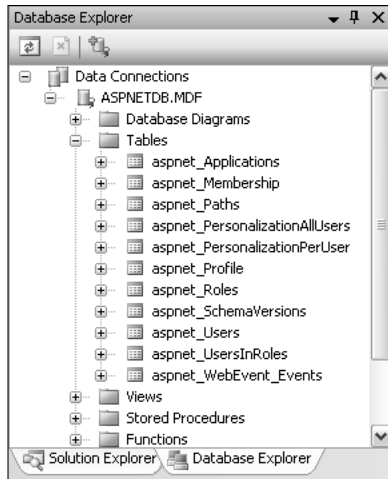 Database Explorer
Data Connections
ASPNETDB.MDF
Database Diagrams
Tables
aspnet_Applications
aspnet_Membership
aspnet_Paths
aspnet_PersonalizationAllUsers
aspnet_PersonalizationPerUser
aspnet_Profile
aspnet_Roles
aspnet_SchemaVersions
aspnet_Users
aspnet_UsersInRoles
aspnet_WebEvent_Events
Views
Stored Procedures
Functions
Solution Explorer Database Explorer